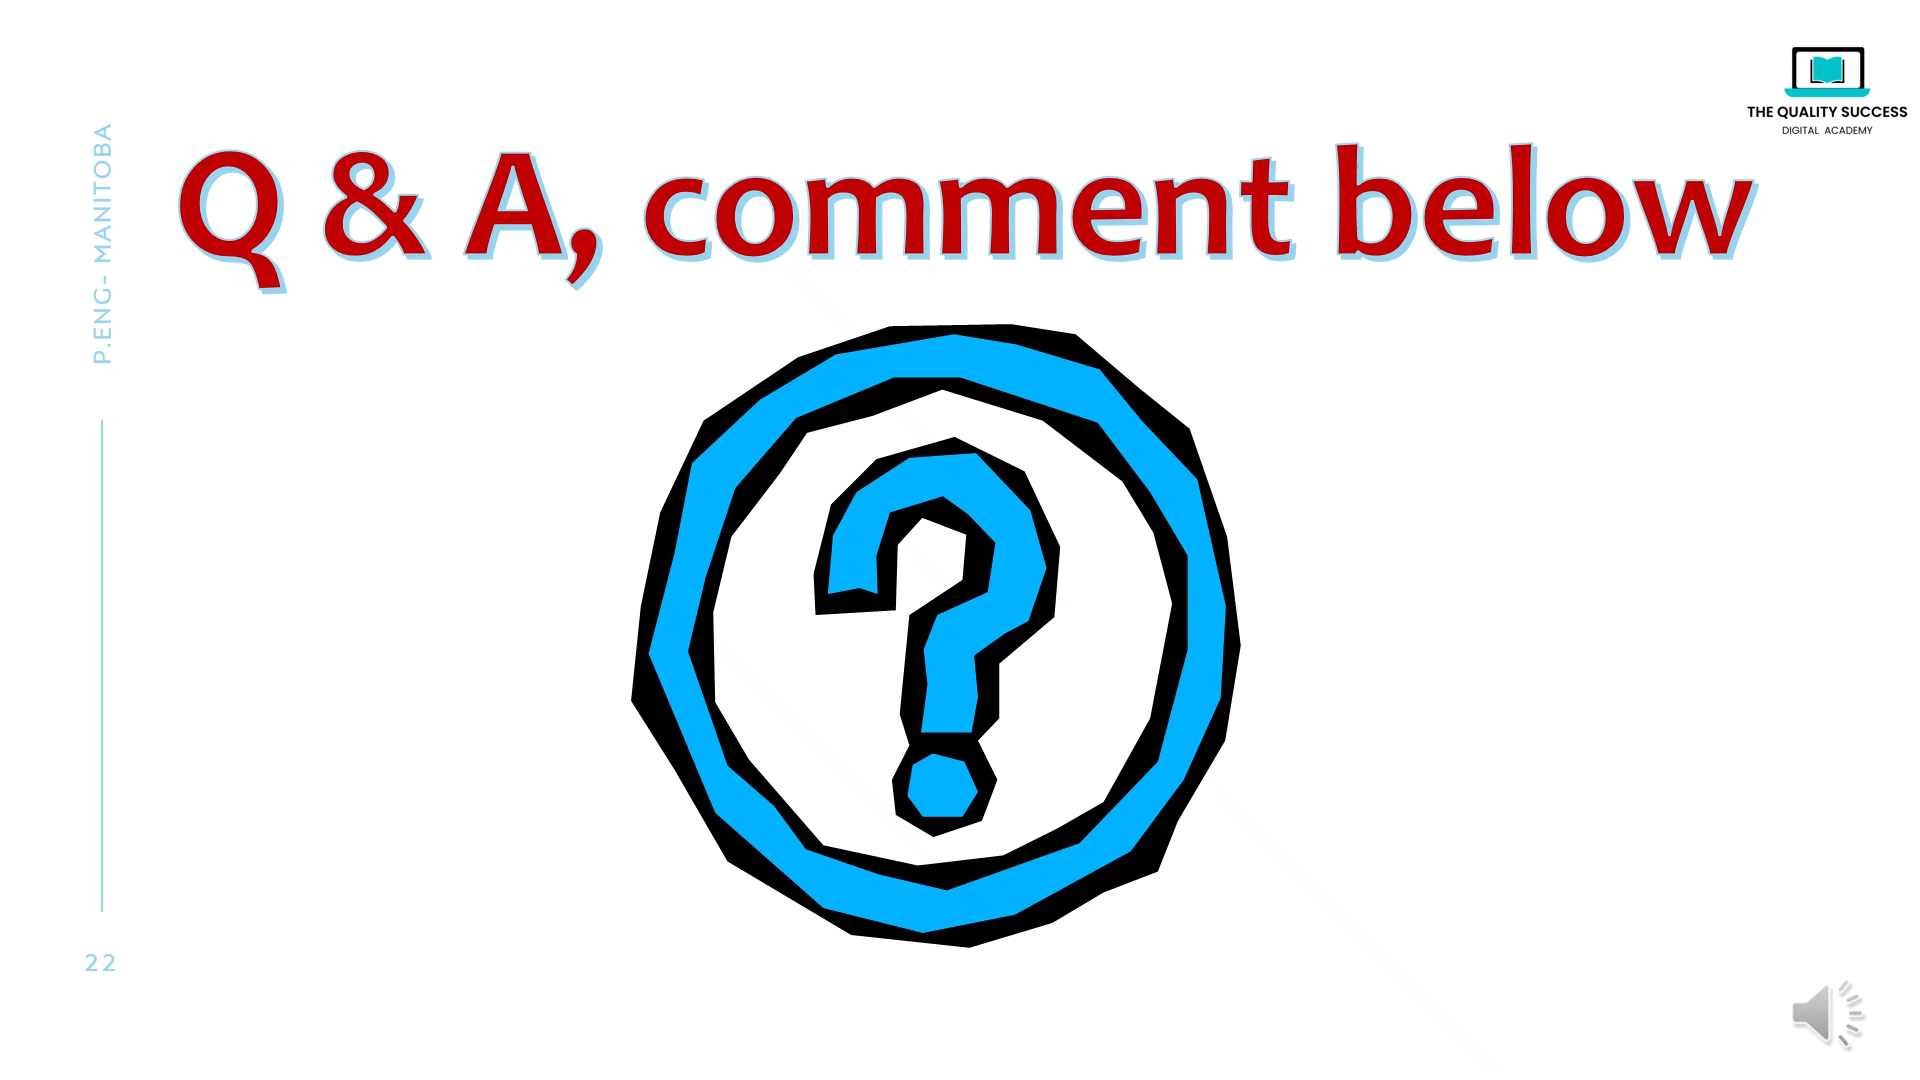 THE QUALITY SUCCESS
DIGITAL ACADEMY
P.ENG- MANITOBA
Q & A, comment below
?
22